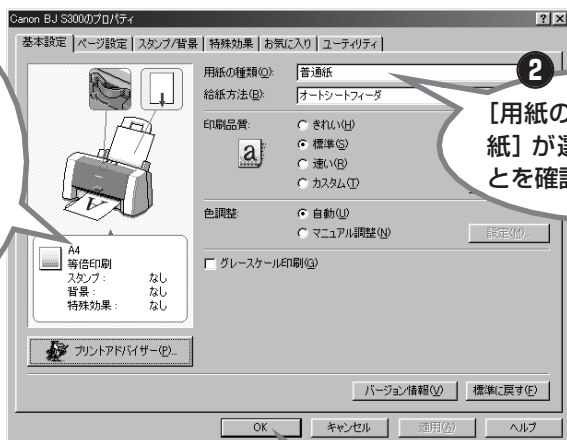 Canon BJ S300のプロパティ
基本設定 ページ設定 スタンプ/背景 特殊効果 お気に入り ユーティリティ
用紙の種類(O): 普通紙
給紙方法(B): オートシートフィーダ
印刷品質: きれい(H)
標準(S)
速い(R)
カスタム(T)
色調整: 自動(U)
マニュアル調整(N) 設定(M)...
グレースケール印刷(G)
A4
等倍印刷
スタンプ: なし
背景: なし
特殊効果: なし
プリントアドバイザー(P)...
バージョン情報(V) 標準に戻す(F)
OK キャンセル 適用(A) ヘルプ
2
[用紙の
紙]が選
とを確認